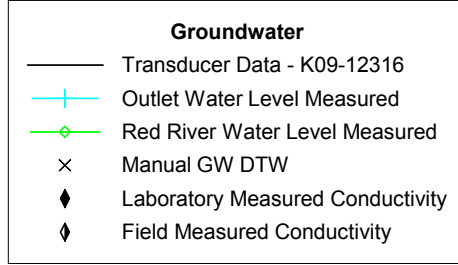 Groundwater
Transducer Data - K09-12316
Outlet Water Level Measured
Red River Water Level Measured
Manual GW DTW
Laboratory Measured Conductivity
Field Measured Conductivity